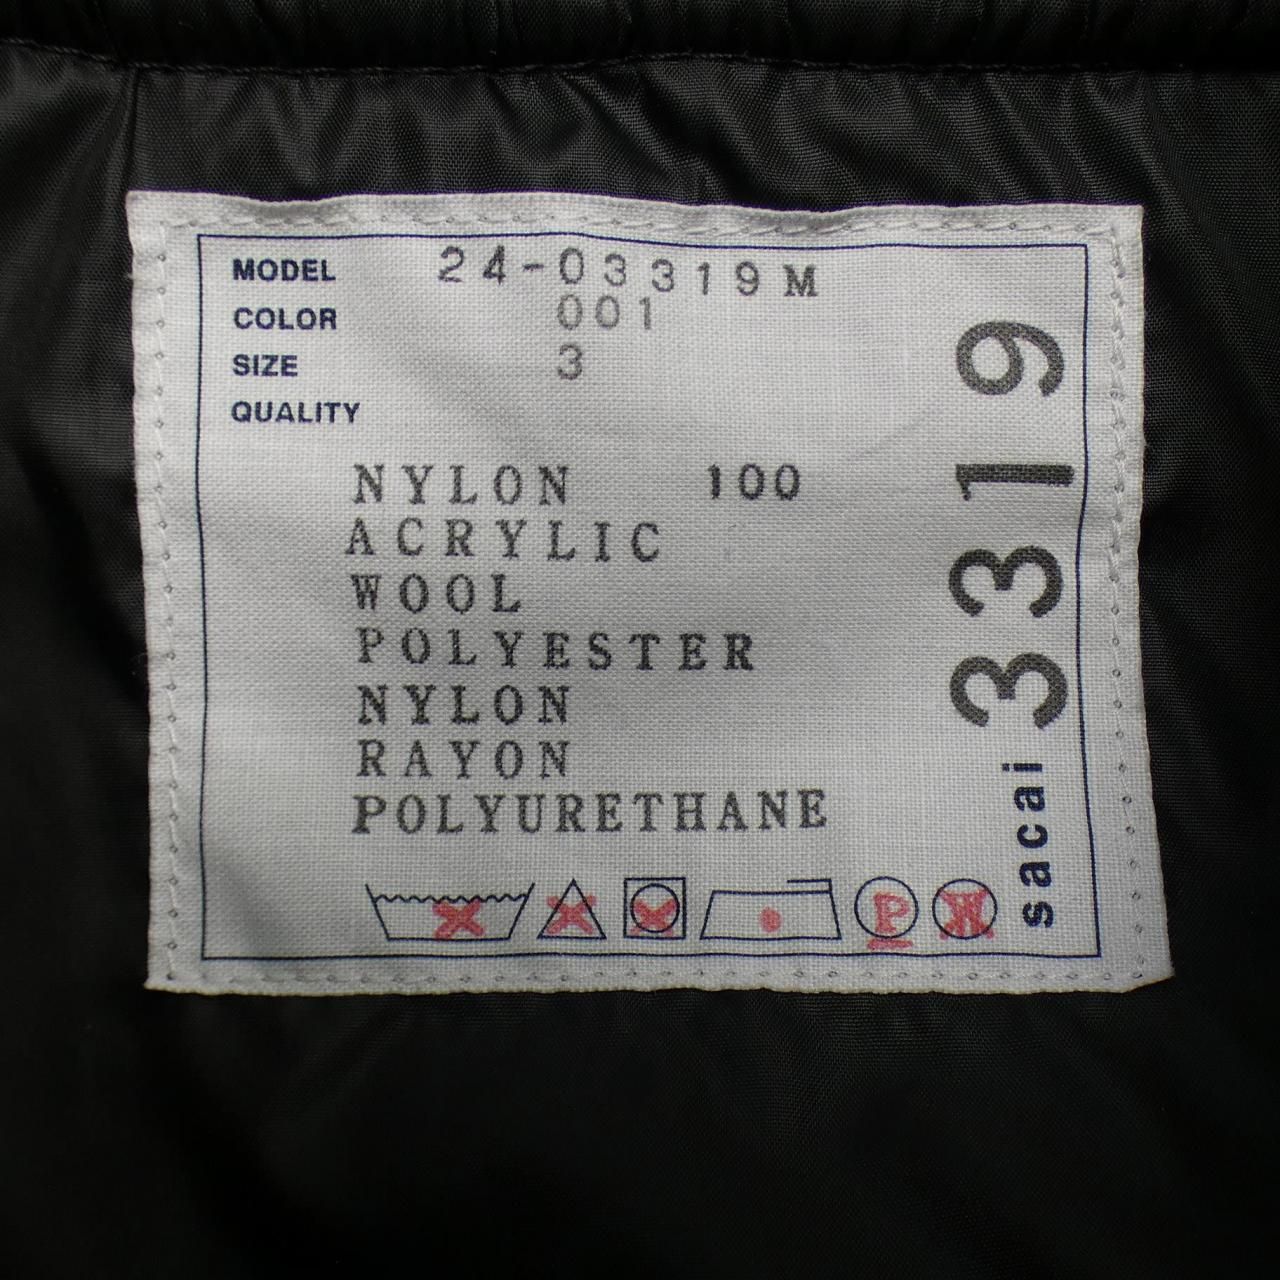 MODEL 24-03319M
COLOR 001
SIZE 3
QUALITY
NYLON 100
ACRYLIC
WOOL
POLYESTER
NYLON
RAYON
POLYURETHANE
P W
sacai 3319